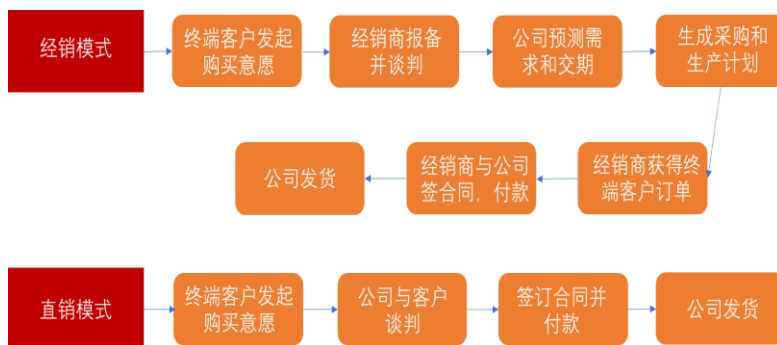 经销模式
终端客户发起
购买意愿
经销商报备
并谈判
公司预测需
求和交期
生成采购和
生产计划
经销商获得终
端客户订单
经销商与公司
签合同，付款
公司发货
直销模式
终端客户发起
购买意愿
公司与客户
谈判
签订合同并
付款
公司发货